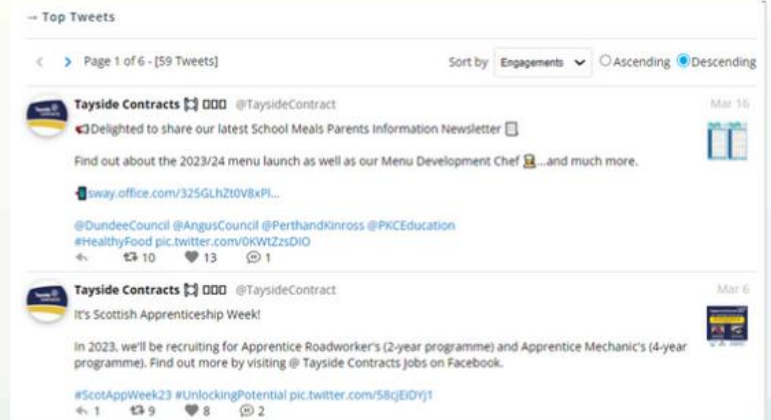 → Top Tweets
< > Page 1 of 6 - [59 Tweets] Sort by Engagements Ascending Descending
Tayside Contracts @TaysideContract Mar 16
Delighted to share our latest School Meals Parents Information Newsletter
Find out about the 2023/24 menu launch as well as our Menu Development Chef ...and much more.
sway.office.com/325GLhZt0V8xPl...
@DundeeCouncil @AngusCouncil @PerthandKinross @PKCEducation
#HealthyFood pic.twitter.com/0KWtZzsDIO
10 13 1
Tayside Contracts @TaysideContract Mar 6
It's Scottish Apprenticeship Week!
In 2023, we'll be recruiting for Apprentice Roadworker's (2-year programme) and Apprentice Mechanic's (4-year
programme). Find out more by visiting @ Tayside Contracts Jobs on Facebook.
#ScotAppWeek23 #UnlockingPotential pic.twitter.com/58cjEiDYj1
1 9 8 2